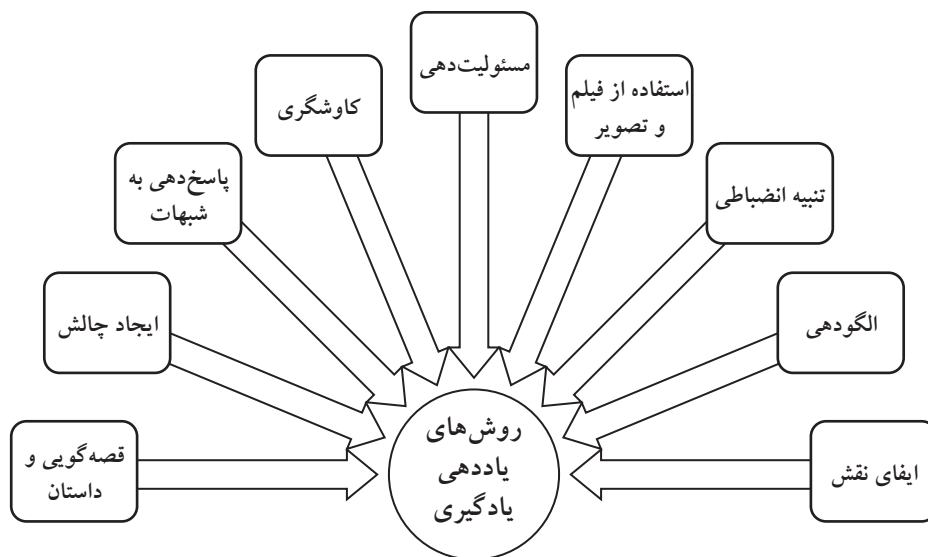 مسئولیت‌دهی
استفاده از فیلم
و تصویر
کاوشگری
تنبیه انضباطی
پاسخ‌دهی به
شبهات
الگودهی
ایجاد چالش
ایفای نقش
قصه‌گویی و
داستان
روش‌های
یاددهی
یادگیری